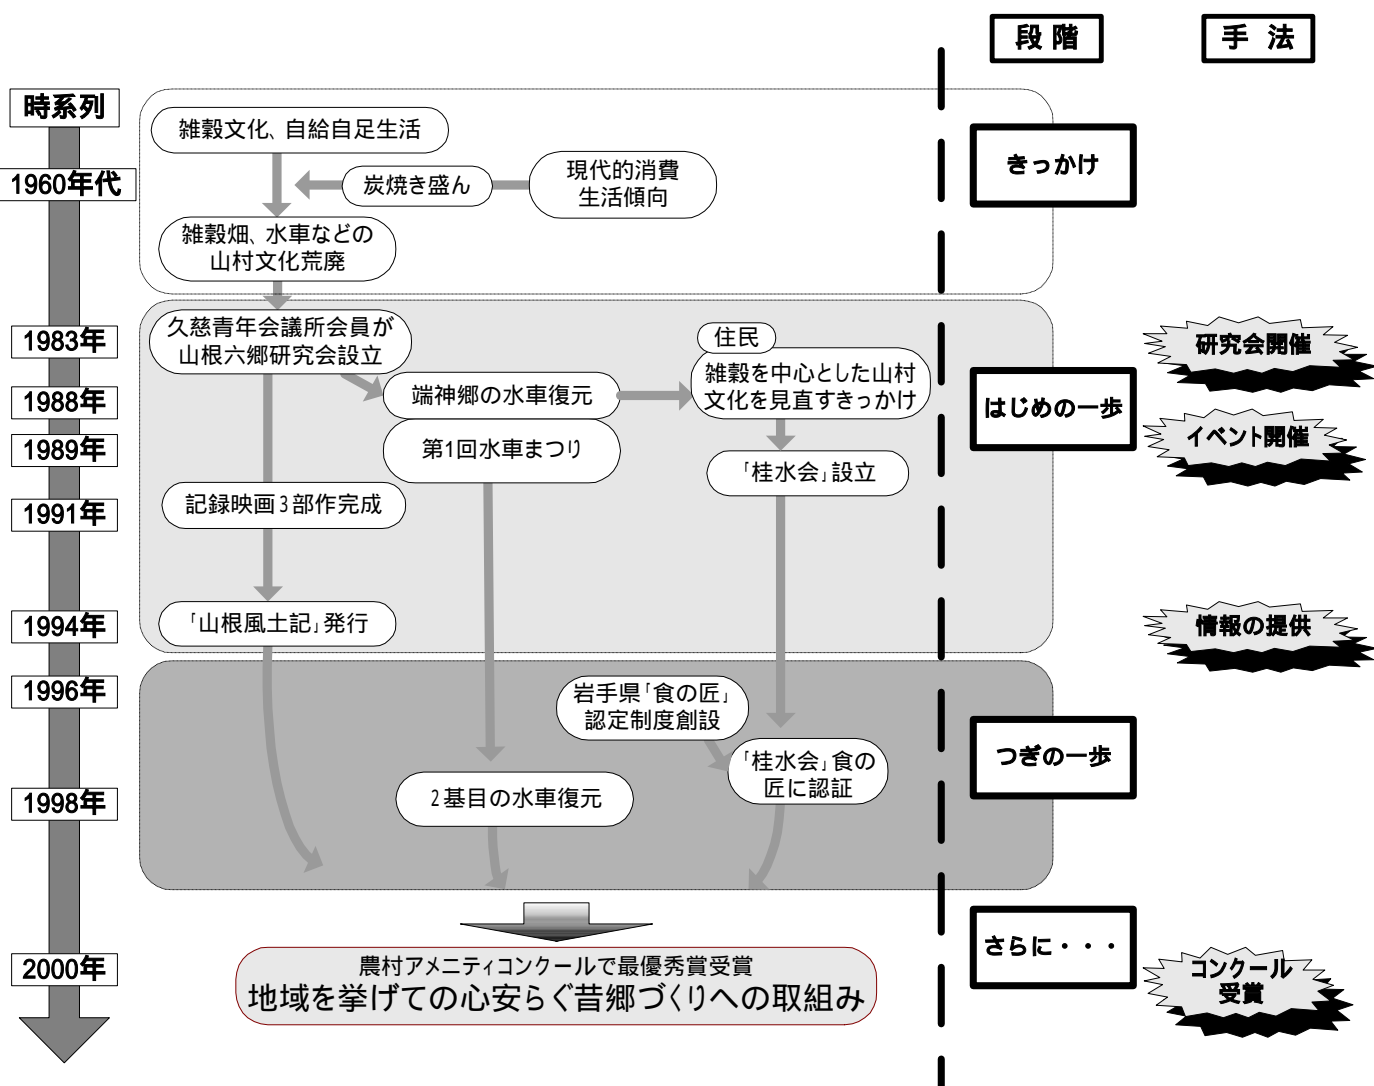 段階
手法
時系列
雑穀文化、自給自足生活
1960年代
炭焼き盛ん
現代的消費
生活傾向
きっかけ
雑穀畑、水車などの
山村文化荒廃
1983年
久慈青年会議所会員が
山根六郷研究会設立
住民
研究会開催
1988年
端神郷の水車復元
雑穀を中心とした山村
文化を見直すきっかけ
はじめの一歩
1989年
第1回水車まつり
「桂水会」設立
イベント開催
1991年
記録映画3部作完成
1994年
「山根風土記」発行
情報の提供
1996年
岩手県「食の匠」
認定制度創設
つぎの一歩
「桂水会」食の
匠に認証
1998年
2基目の水車復元
さらに・・・
2000年
農村アメニティコンクールで最優秀賞受賞
地域を挙げての心安らぐ昔郷づくりへの取組み
コンクール
受賞